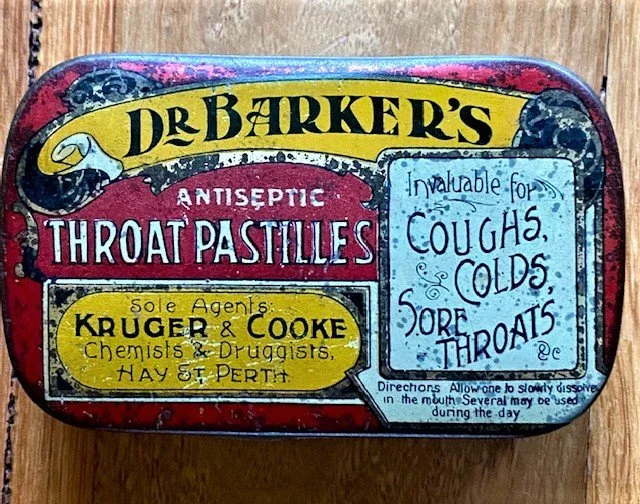 DR BARKER'S
ANTISEPTIC
THROAT PASTILLES
Sole Agents:
KRUGER & COOKE
Chemists & Druggists,
HAY ST PERTH.
Invaluable for
COUGHS,
COLDS,
SORE
THROATS
&c
Directions Allow one to slowly dissolve
in the mouth Several may be used
during the day